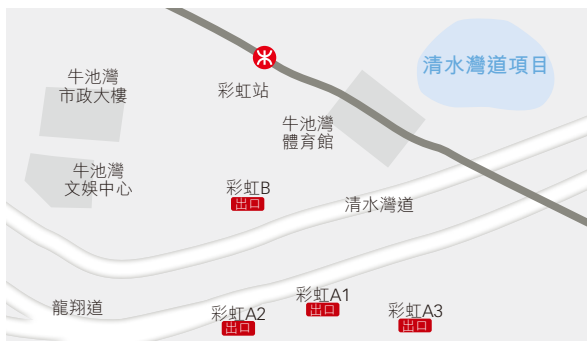 清水灣道項目
牛池灣
市政大樓
彩虹站
牛池灣
體育館
牛池灣
文娛中心
彩虹B
出口
清水灣道
龍翔道
彩虹A1
出口
彩虹A2
出口
彩虹A3
出口